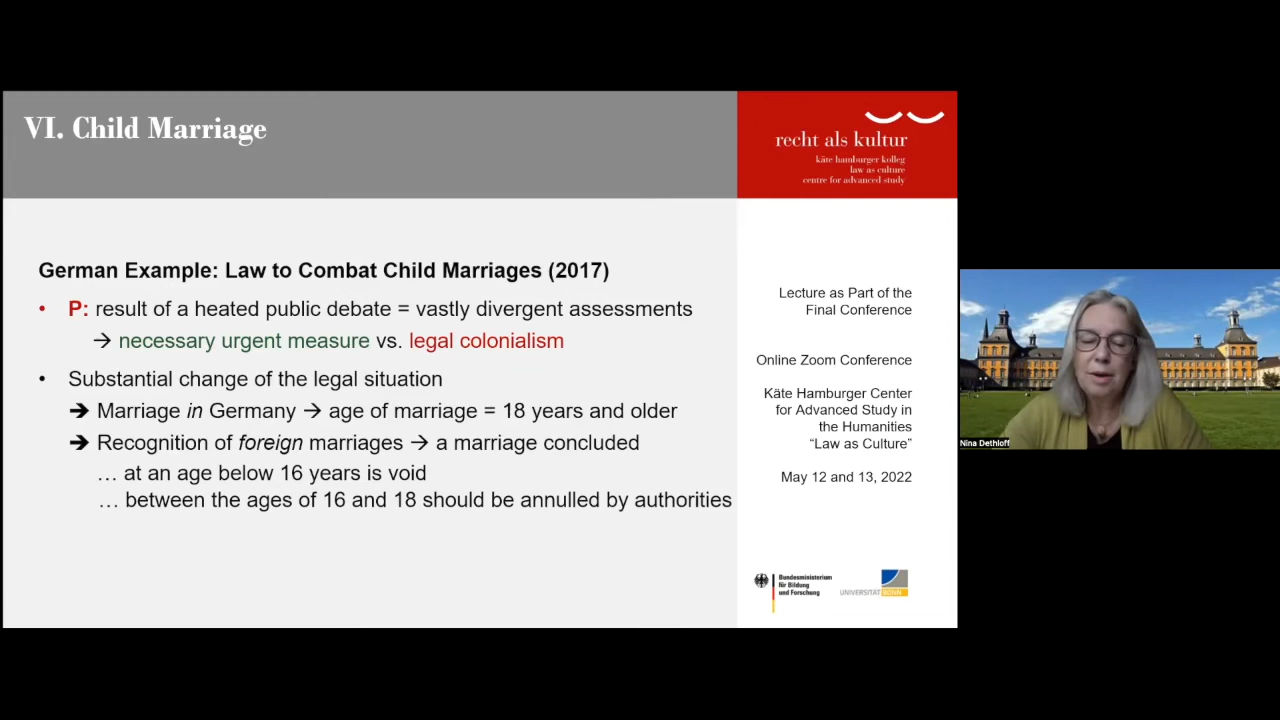 VI. Child Marriage
recht als kultur
käte hamburger kolleg
law as culture
centre for advanced study
German Example: Law to Combat Child Marriages (2017)
• P: result of a heated public debate = vastly divergent assessments
→ necessary urgent measure vs. legal colonialism
• Substantial change of the legal situation
➔ Marriage in Germany → age of marriage = 18 years and older
➔ Recognition of foreign marriages → a marriage concluded
… at an age below 16 years is void
… between the ages of 16 and 18 should be annulled by authorities
Lecture as Part of the
Final Conference
Online Zoom Conference
Käte Hamburger Center
for Advanced Study in
the Humanities
“Law as Culture”
May 12 and 13, 2022
Bundesministerium
für Bildung
und Forschung
UNIVERSITÄT BONN
Nina Dethloff